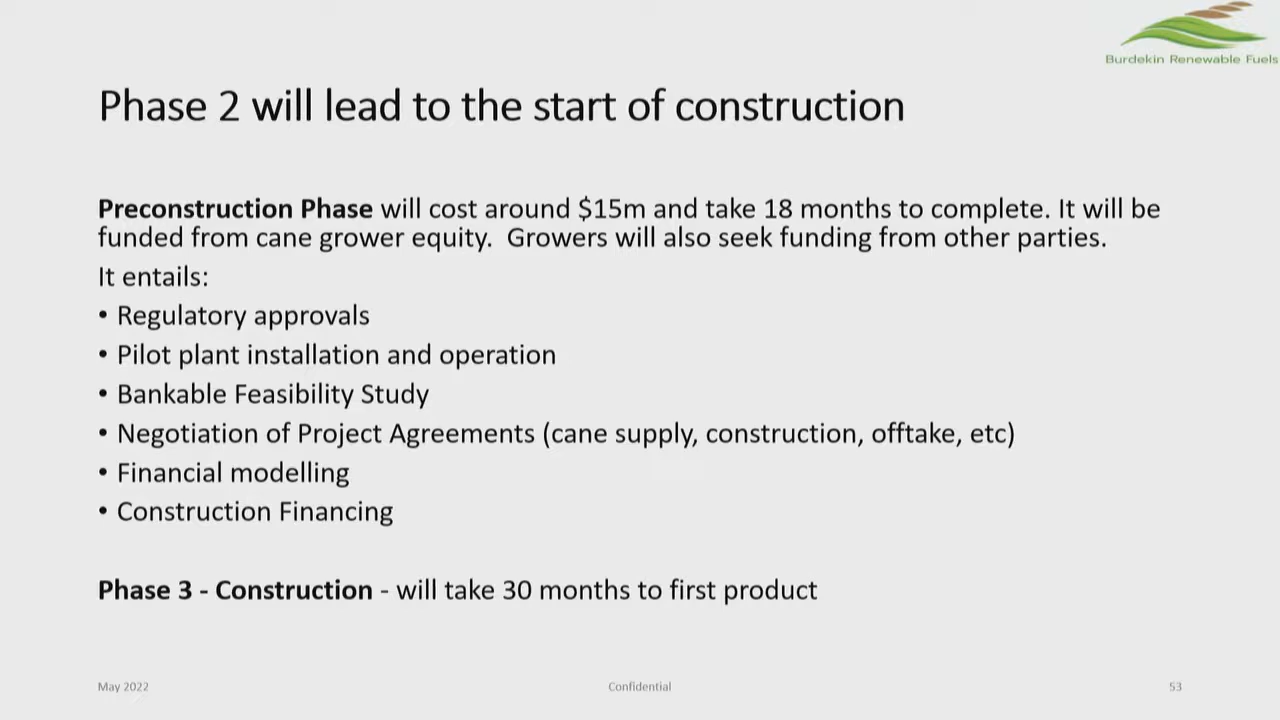 Burdekin Renewable Fuels
Phase 2 will lead to the start of construction
Preconstruction Phase will cost around $15m and take 18 months to complete. It will be
funded from cane grower equity.  Growers will also seek funding from other parties.
It entails:
• Regulatory approvals
• Pilot plant installation and operation
• Bankable Feasibility Study
• Negotiation of Project Agreements (cane supply, construction, offtake, etc)
• Financial modelling
• Construction Financing
Phase 3 - Construction - will take 30 months to first product
May 2022
Confidential
53